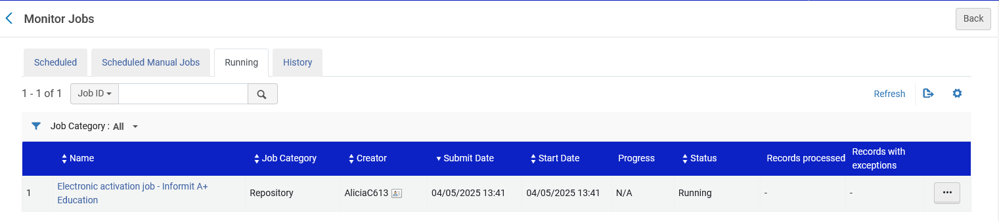 Monitor Jobs
Back
Scheduled
Scheduled Manual Jobs
Running
History
1 - 1 of 1
Job ID
Refresh
Job Category : All
Name
Job Category
Creator
Submit Date
Start Date
Progress
Status
Records processed
Records with
exceptions
1
Electronic activation job - Informit A+
Education
Repository
AliciaC613
04/05/2025 13:41
04/05/2025 13:41
N/A
Running
-
-